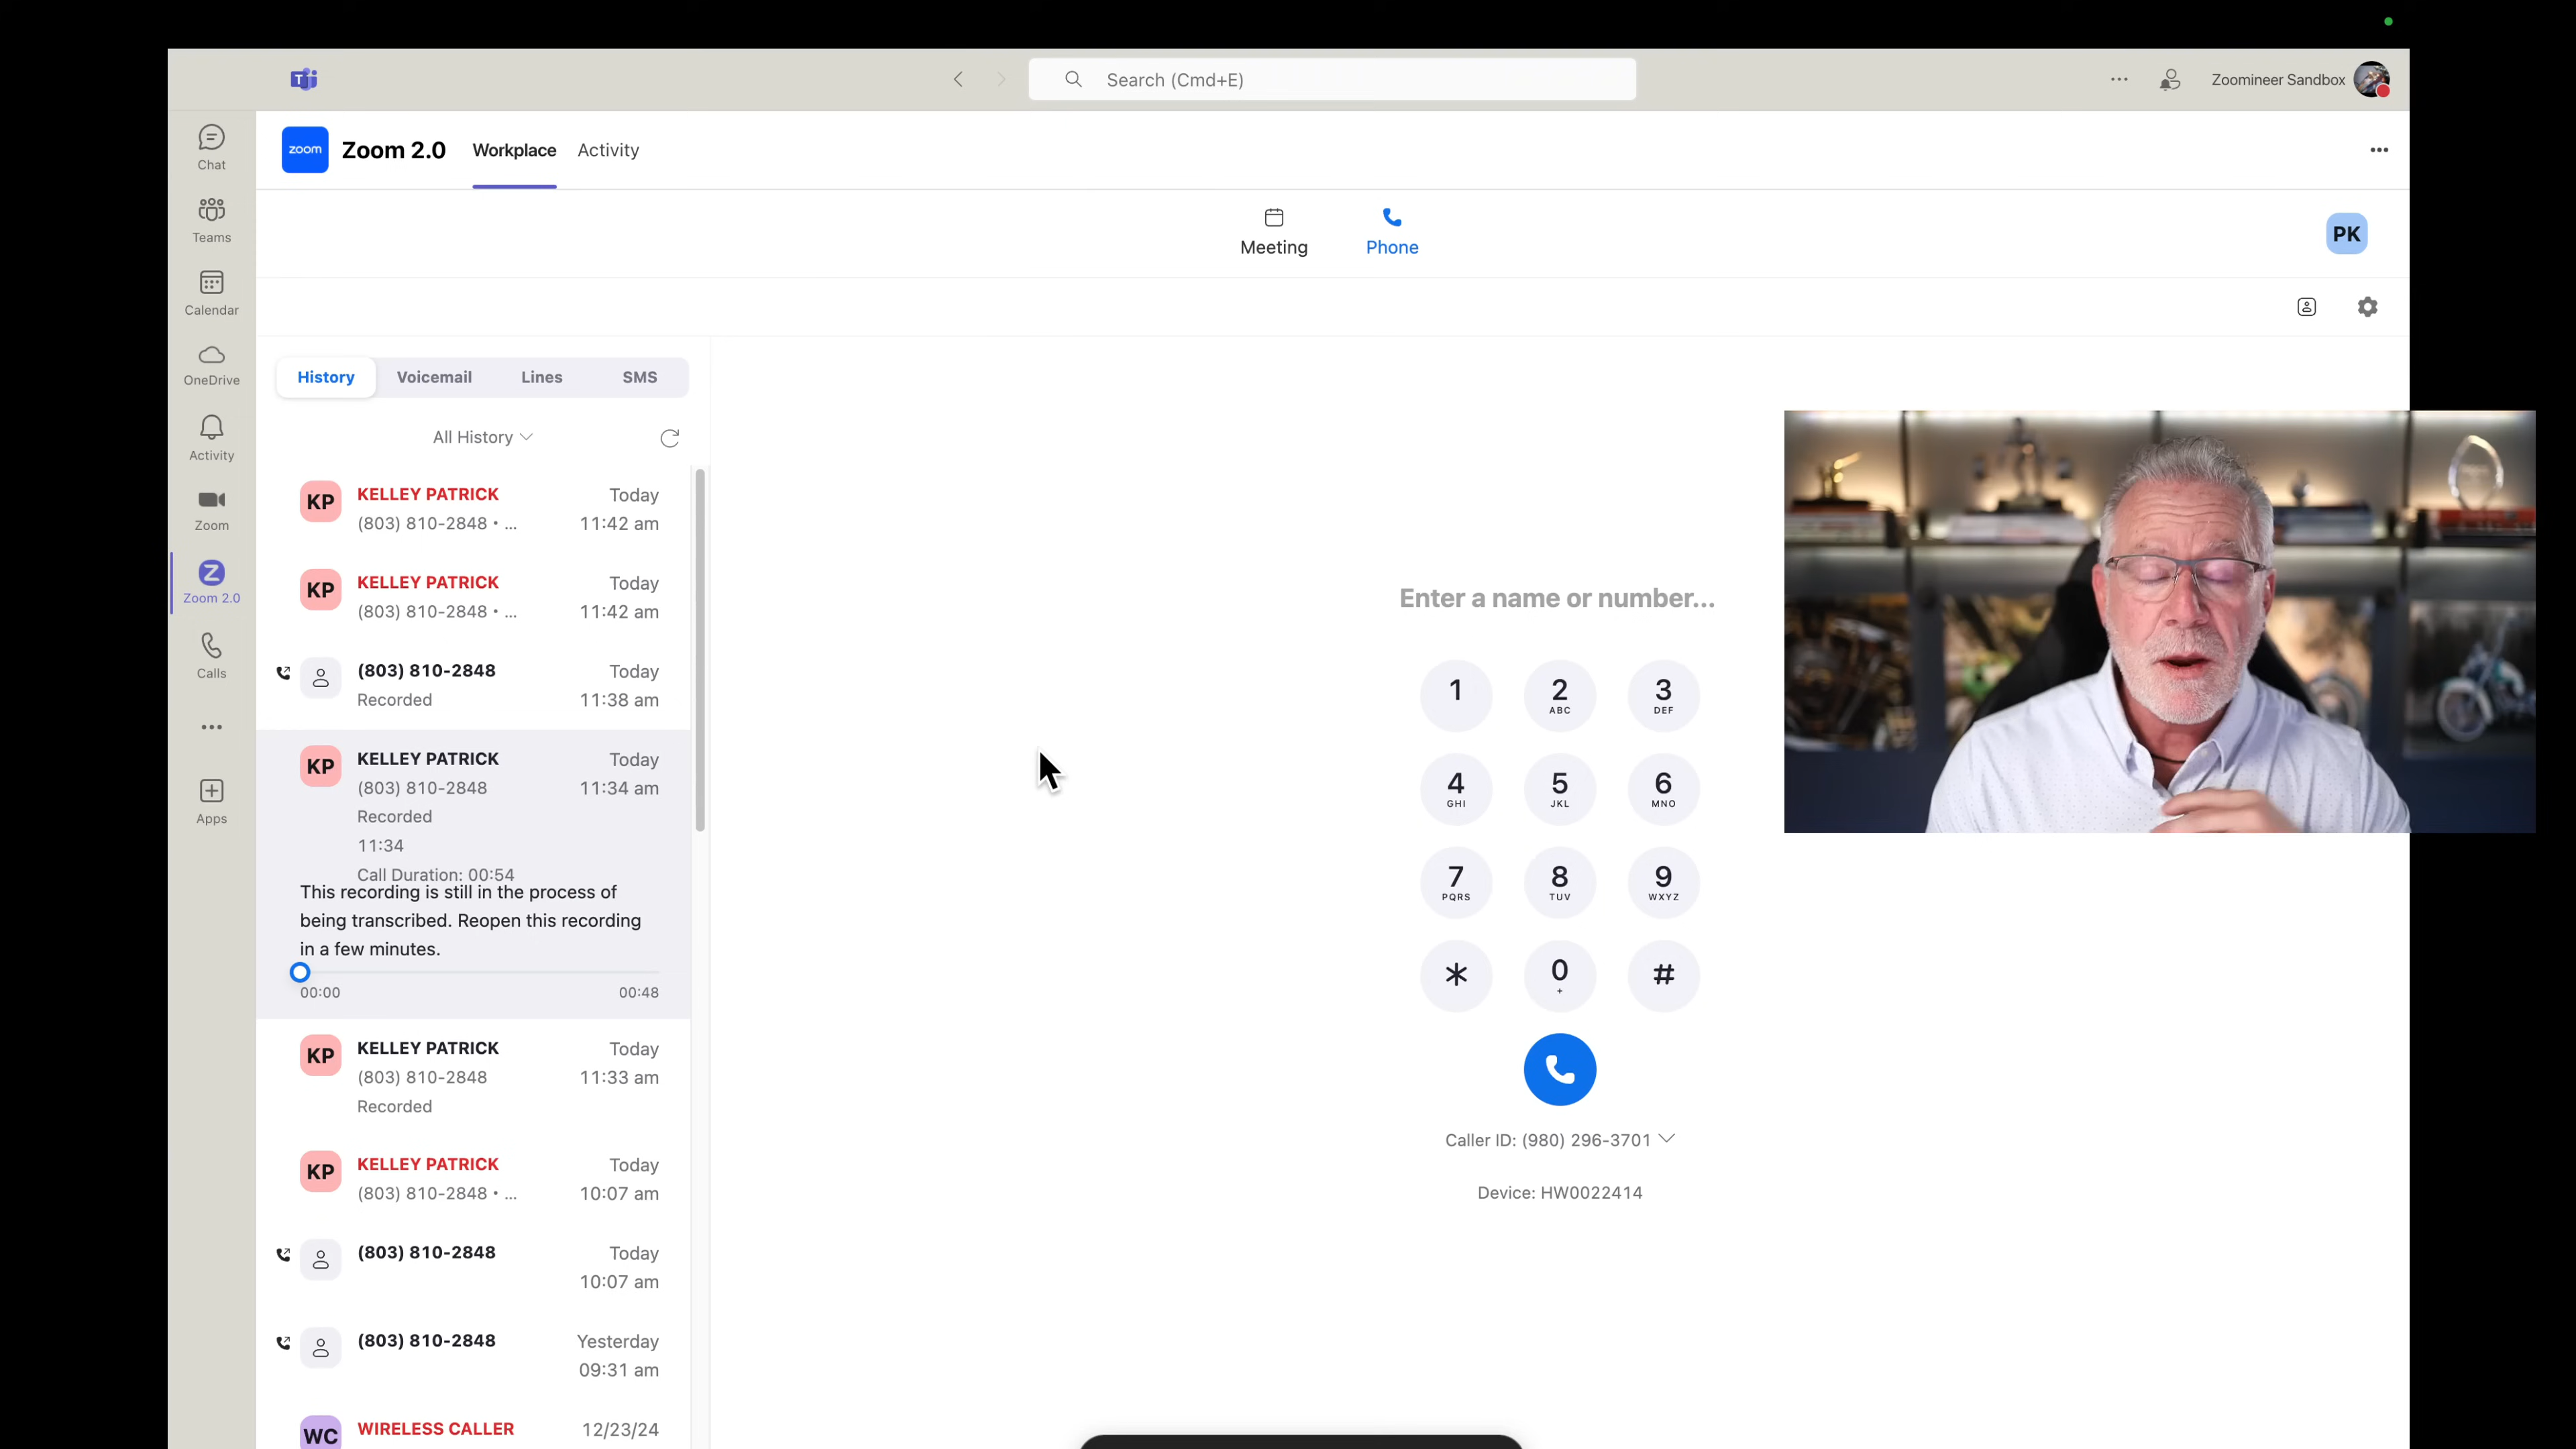 Search (Cmd+E)
Zoomineer Sandbox
Chat
Teams
Calendar
OneDrive
Activity
Zoom
Zoom 2.0
Calls
Apps
zoom
Zoom 2.0
Workplace
Activity
Meeting
Phone
PK
History
Voicemail
Lines
SMS
All History
KP
KELLEY PATRICK
Today
(803) 810-2848 • ...
11:42 am
KP
KELLEY PATRICK
Today
(803) 810-2848 • ...
11:42 am
(803) 810-2848
Today
Recorded
11:38 am
KP
KELLEY PATRICK
Today
(803) 810-2848
11:34 am
Recorded
11:34
Call Duration: 00:54
This recording is still in the process of
being transcribed. Reopen this recording
in a few minutes.
00:00
00:48
KP
KELLEY PATRICK
Today
(803) 810-2848
11:33 am
Recorded
KP
KELLEY PATRICK
Today
(803) 810-2848 • ...
10:07 am
(803) 810-2848
Today
10:07 am
(803) 810-2848
Yesterday
09:31 am
WC
WIRELESS CALLER
12/23/24
Enter a name or number...
1
2
ABC
3
DEF
4
GHI
5
JKL
6
MNO
7
PQRS
8
TUV
9
WXYZ
*
0
+
#
Caller ID: (980) 296-3701
Device: HW0022414